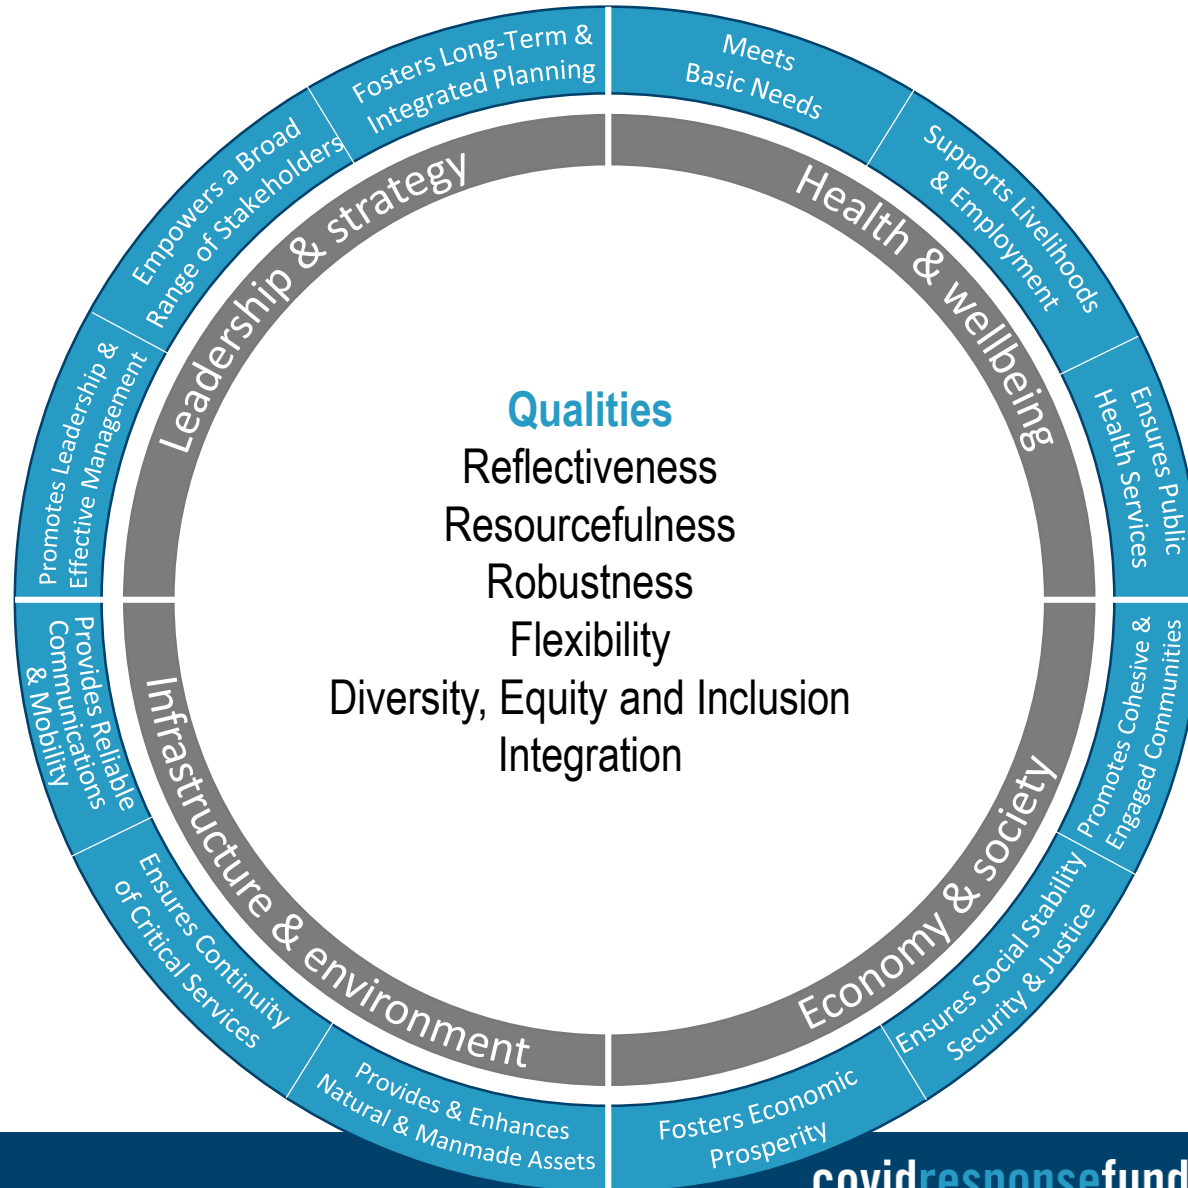 Fosters Long-Term &
Integrated Planning
Meets
Basic Needs
Supports Livelihoods
& Employment
Ensures Public
Health Services
Promotes Cohesive &
Engaged Communities
Ensures Social Stability
Security & Justice
Fosters Economic
Prosperity
Provides & Enhances
Natural & Manmade Assets
Ensures Continuity
of Critical Services
Provides Reliable
Communications
& Mobility
Promotes Leadership &
Effective Management
Empowers a Broad
Range of Stakeholders
Leadership & strategy
Health & wellbeing
Economy & society
Infrastructure & environment
Qualities
Reflectiveness
Resourcefulness
Robustness
Flexibility
Diversity, Equity and Inclusion
Integration
covidresponsefund